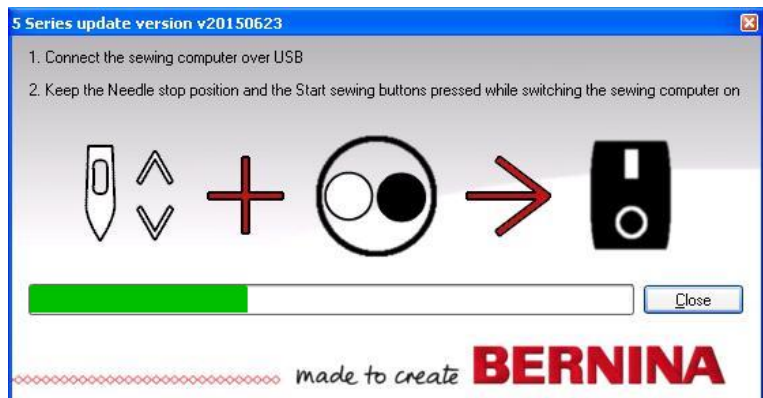 5 Series update version v20150623
1. Connect the sewing computer over USB
2. Keep the Needle stop position and the Start sewing buttons pressed while switching the sewing computer on
Close
made to create BERNINA